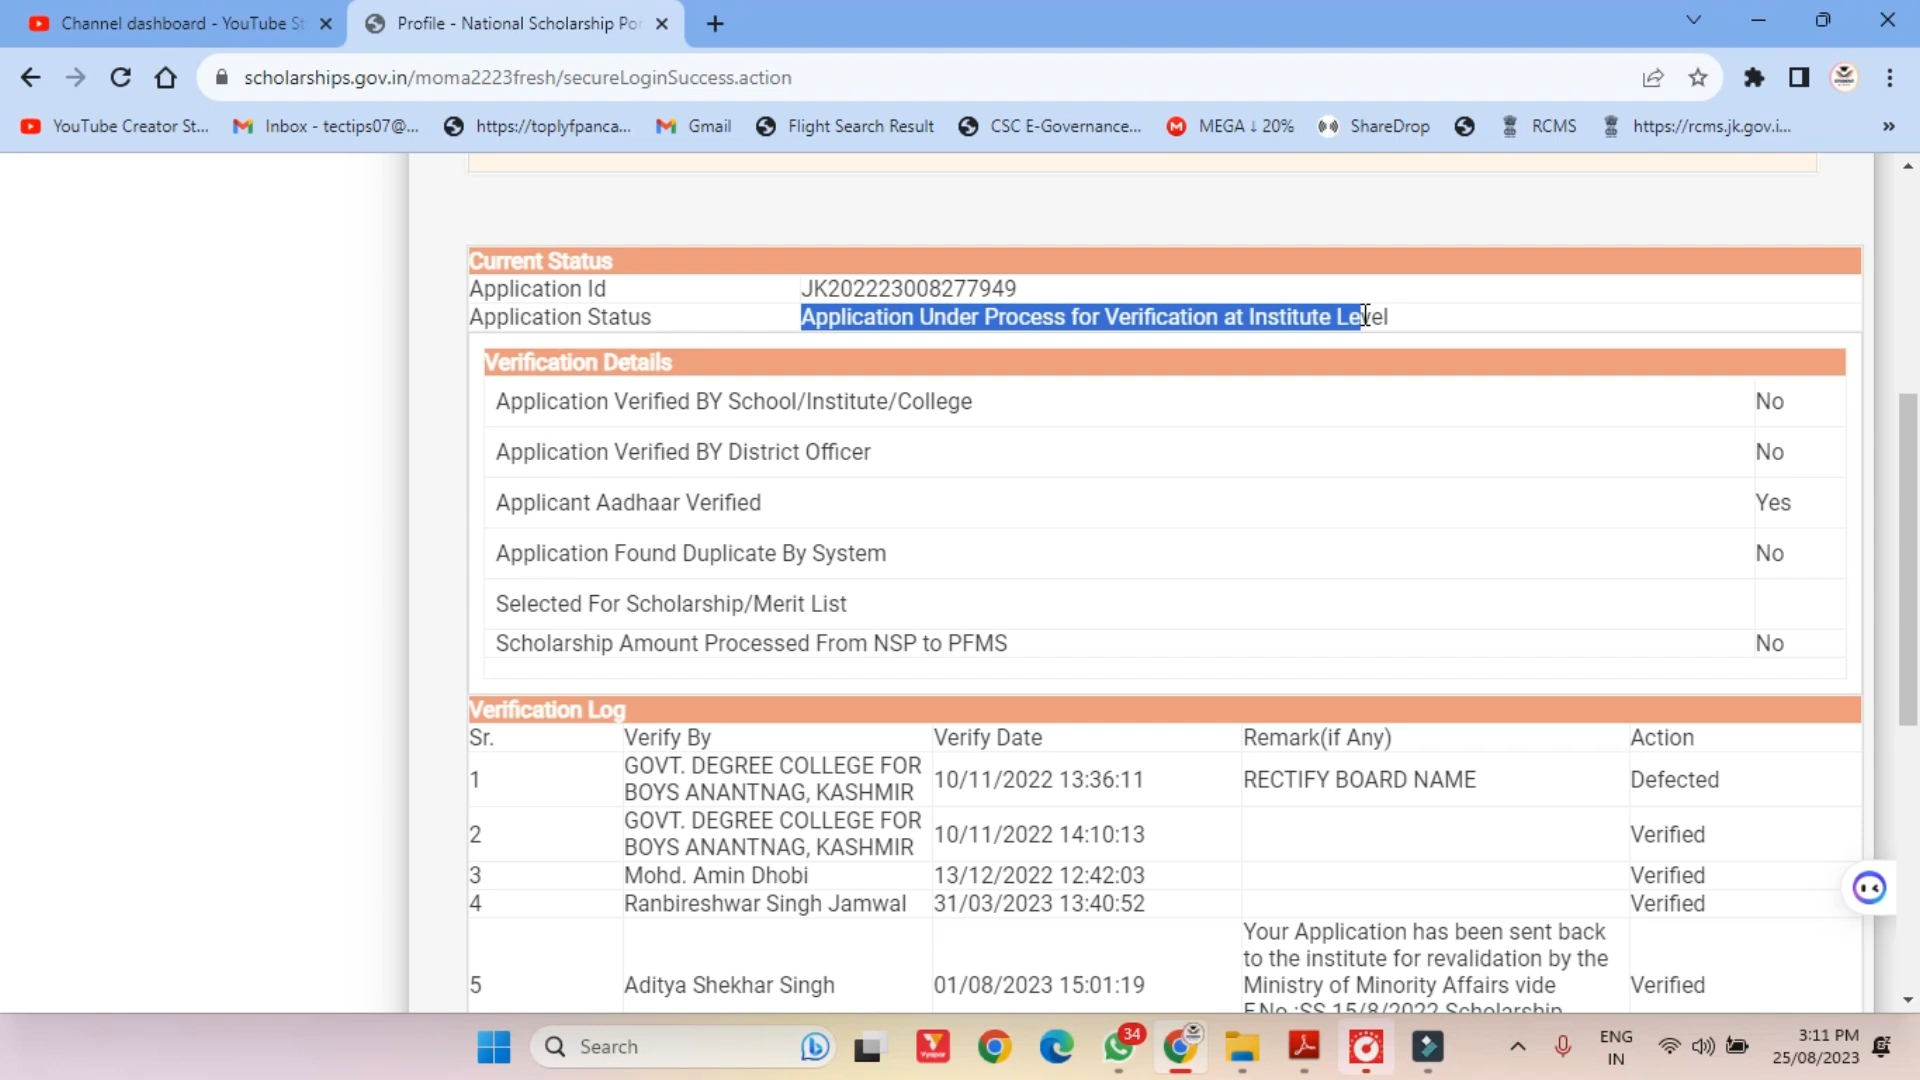 Channel dashboard - YouTube St
Profile - National Scholarship Por
scholarships.gov.in/moma2223fresh/secureLoginSuccess.action
YouTube Creator St...
Inbox - tectips07@...
https://toplyfpanca...
Gmail
Flight Search Result
CSC E-Governance...
MEGA ↓ 20%
ShareDrop
RCMS
https://rcms.jk.gov.i...
»
Current Status
Application Id JK202223008277949
Application Status Application Under Process for Verification at Institute Level
Verification Details
Application Verified BY School/Institute/College No
Application Verified BY District Officer No
Applicant Aadhaar Verified Yes
Application Found Duplicate By System No
Selected For Scholarship/Merit List
Scholarship Amount Processed From NSP to PFMS No
Verification Log
Sr. Verify By Verify Date Remark(if Any) Action
1 GOVT. DEGREE COLLEGE FOR BOYS ANANTNAG, KASHMIR 10/11/2022 13:36:11 RECTIFY BOARD NAME Defected
2 GOVT. DEGREE COLLEGE FOR BOYS ANANTNAG, KASHMIR 10/11/2022 14:10:13 Verified
3 Mohd. Amin Dhobi 13/12/2022 12:42:03 Verified
4 Ranbireshwar Singh Jamwal 31/03/2023 13:40:52 Verified
Your Application has been sent back
to the institute for revalidation by the
5 Aditya Shekhar Singh 01/08/2023 15:01:19 Ministry of Minority Affairs vide Verified
F.No.:SS 15/8/2022 Scholarship
Search
Vyapar
34
ENG
IN
3:11 PM
25/08/2023